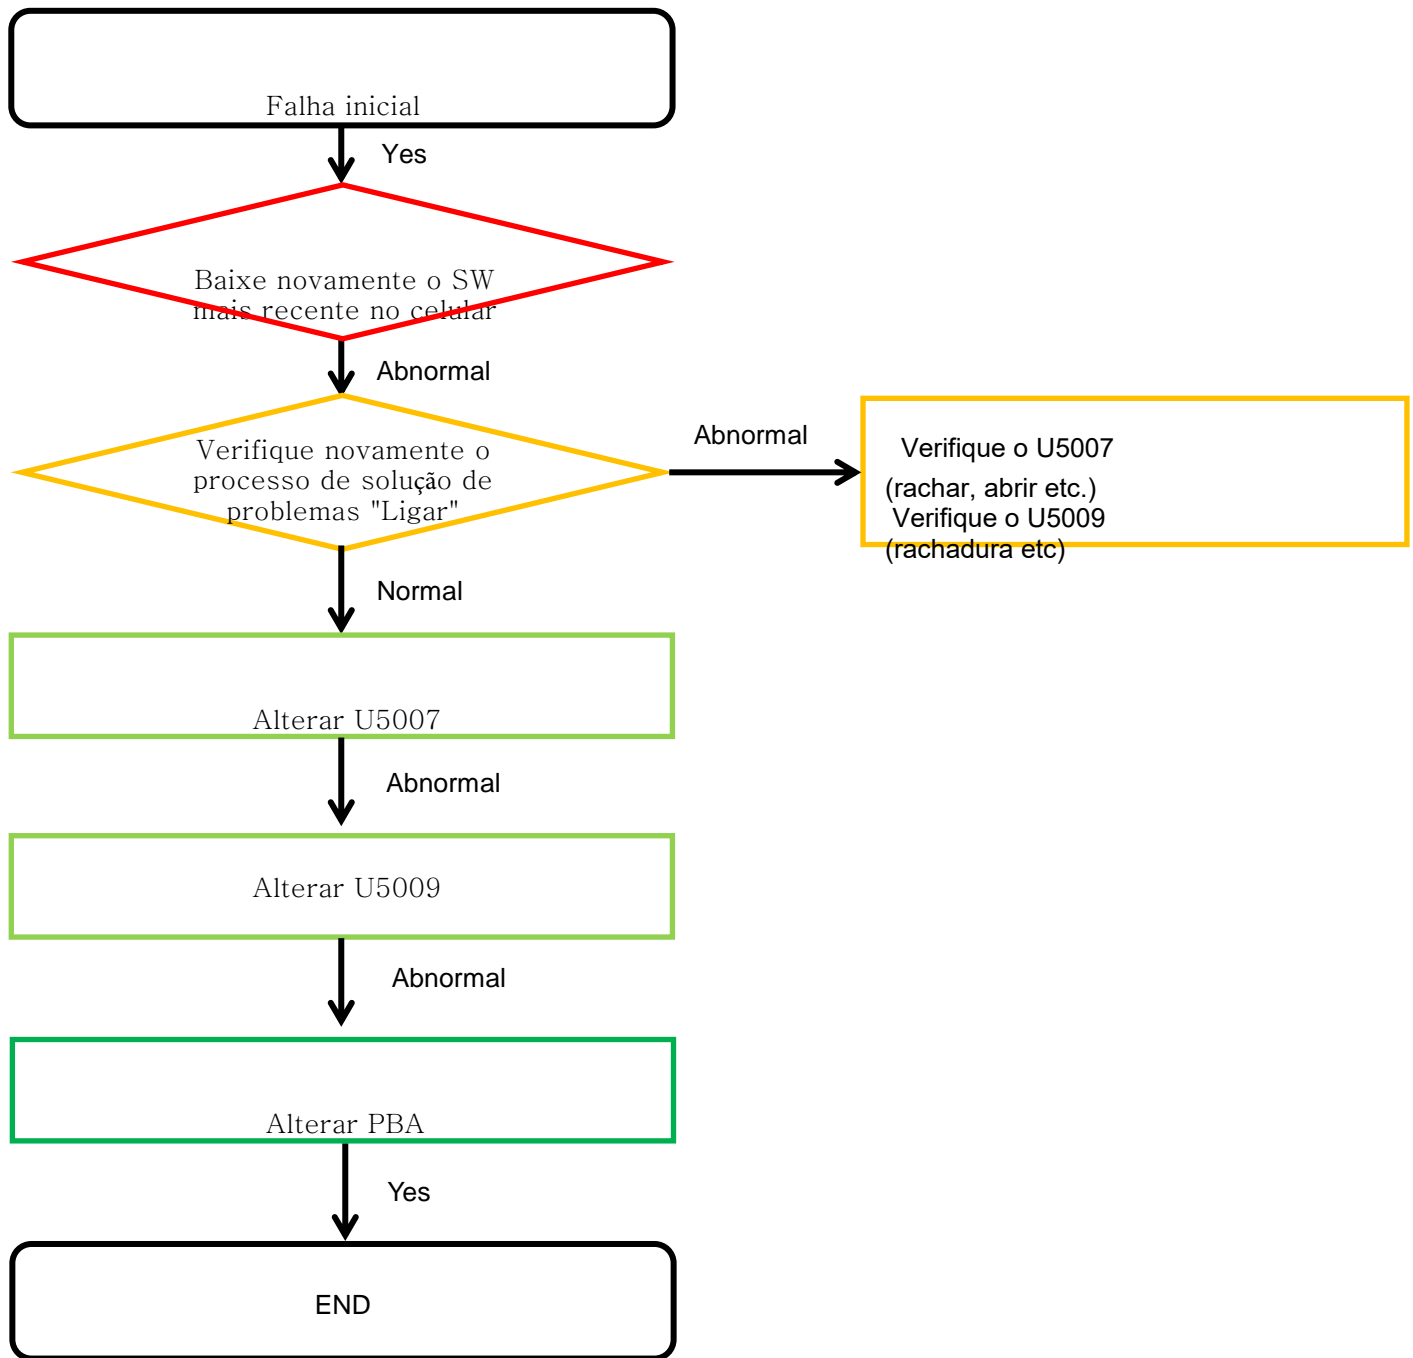 Falha inicial
Yes
Baixe novamente o SW
mais recente no celular
Abnormal
Verifique novamente o
processo de solução de
problemas "Ligar"
Abnormal
Verifique o U5007
(rachar, abrir etc.)
Verifique o U5009
(rachadura etc)
Normal
Alterar U5007
Abnormal
Alterar U5009
Abnormal
Alterar PBA
Yes
END